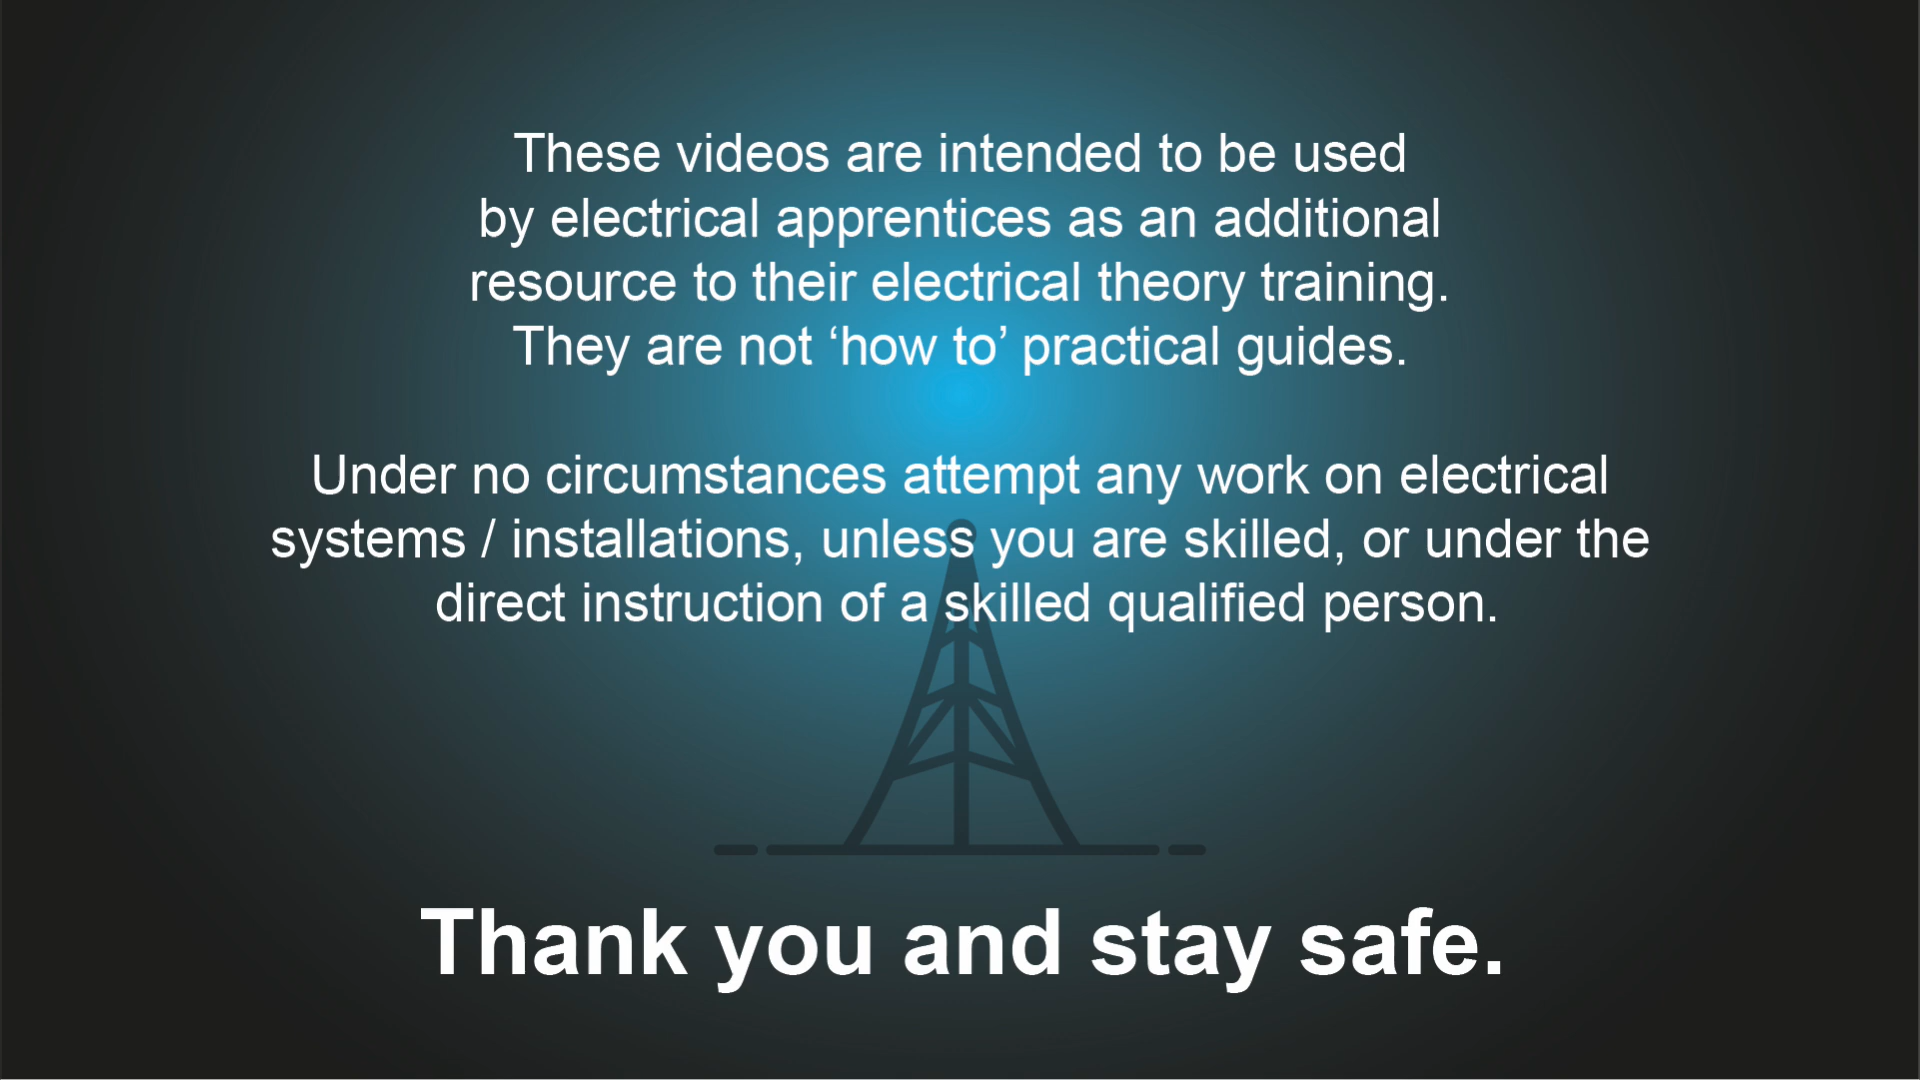 These videos are intended to be used
by electrical apprentices as an additional
resource to their electrical theory training.
They are not ‘how to’ practical guides.
Under no circumstances attempt any work on electrical
systems / installations, unless you are skilled, or under the
direct instruction of a skilled qualified person.
Thank you and stay safe.